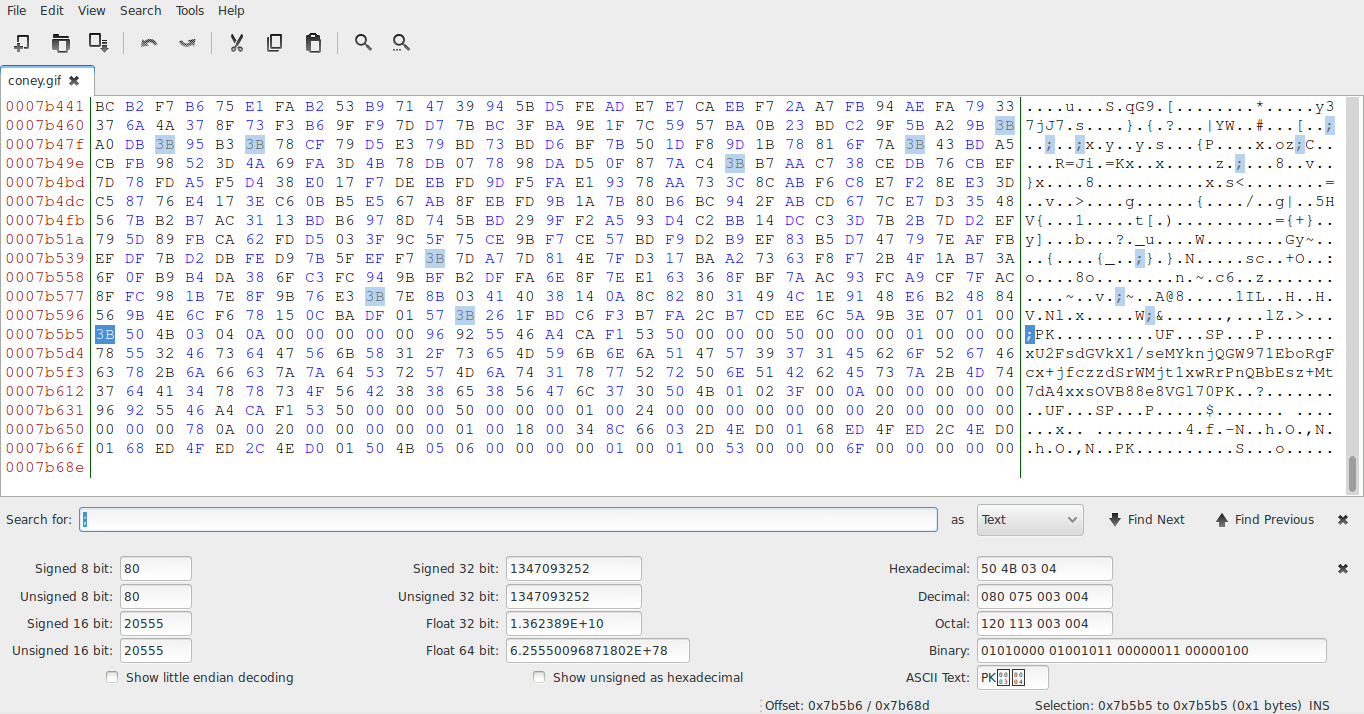 File Edit View Search Tools Help
coney.gif
0007b441 BC B2 F7 B6 75 E1 FA B2 53 B9 71 47 39 94 5B D5 FE AD E7 E7 CA EB F7 2A A7 FB 94 AE FA 79 33 ....u...S.qG9.[........*.....y3
0007b460 37 6A 4A 37 8F 73 F3 B6 9F F9 7D D7 7B BC 3F BA 9E 1F 7C 59 57 BA 0B 23 BD C2 9F 5B A2 9B 3B 7jJ7.s....}.{.?...|YW..#...[..;
0007b47f A0 DB 3B 95 B3 3B 78 CF 79 D5 E3 79 BD 73 BD D6 BF 7B 50 1D F8 9D 1B 78 81 6F 7A 3B 43 BD A5 ..;..;x.y..y.s...{P....x.oz;C..
0007b49e CB FB 98 52 3D 4A 69 FA 3D 4B 78 DB 07 78 98 DA D5 0F 87 7A C4 3B B7 AA C7 38 CE DB 76 CB EF ...R=Ji.=Kx..x.....z.;...8..v..
0007b4bd 7D 78 FD A5 F5 D4 38 E0 17 F7 DE EB FD 9D F5 FA E1 93 78 AA 73 3C 8C AB F6 C8 E7 F2 8E E3 3D }x....8...........x.s<........=
0007b4dc C5 87 76 E4 17 3E C6 0B B5 E5 67 AB 8F EB FD 9B 1A 7B 80 B6 BC 94 2F AB CD 67 7C E7 D3 35 48 ..v..>....g......{..../..g|..5H
0007b4fb 56 7B B2 B7 AC 31 13 BD B6 97 8D 74 5B BD 29 9F F2 A5 93 D4 C2 BB 14 DC C3 3D 7B 2B 7D D2 EF V{...1.....t[.)..........={+}..
0007b51a 79 5D 89 FB CA 62 FD D5 03 3F 9C 5F 75 CE 9B F7 CE 57 BD F9 D2 B9 EF 83 B5 D7 47 79 7E AF FB y]...b...?._u....W........Gy~..
0007b539 EF DF 7B D2 DB FE D9 7B 5F EF F7 3B 7D A7 7D 81 4E 7F D3 17 BA A2 73 63 F8 F7 2B 4F 1A B7 3A ..{....{_..;}.}.N.....sc..+O..:
0007b558 6F 0F B9 B4 DA 38 6F C3 FC 94 9B BF B2 DF FA 6E 8F 7E E1 63 36 8F BF 7A AC 93 FC A9 CF 7F AC o....8o........n.~.c6..z.......
0007b577 8F FC 98 1B 7E 8F 9B 76 E3 3B 7E 8B 03 41 40 38 14 0A 8C 82 80 31 49 4C 1E 91 48 E6 B2 48 84 ....~..v.;~..A@8.....1IL..H..H.
0007b596 56 9B 4E 6C F6 78 15 0C BA DF 01 57 3B 26 1F BD C6 F3 B7 FA 2C B7 CD EE 6C 5A 9B 3E 07 01 00 V.Nl.x.....W;&......,...lZ.>...
0007b5b5 3B 50 4B 03 04 0A 00 00 00 00 00 96 92 55 46 A4 CA F1 53 50 00 00 00 50 00 00 00 01 00 00 00 ;PK..........UF...SP...P.......
0007b5d4 78 55 32 46 73 64 47 56 6B 58 31 2F 73 65 4D 59 6B 6E 6A 51 47 57 39 37 31 45 62 6F 52 67 46 xU2FsdGVkX1/seMYknjQGW971EboRgF
0007b5f3 63 78 2B 6A 66 63 7A 7A 64 53 72 57 4D 6A 74 31 78 77 52 72 50 6E 51 42 62 45 73 7A 2B 4D 74 cx+jfczzdSrWMjt1xwRrPnQBbEsz+Mt
0007b612 37 64 41 34 78 78 73 4F 56 42 38 38 65 38 56 47 6C 37 30 50 4B 01 02 3F 00 0A 00 00 00 00 00 7dA4xxsOVB88e8VGl70PK..?.......
0007b631 96 92 55 46 A4 CA F1 53 50 00 00 00 50 00 00 00 01 00 24 00 00 00 00 00 00 00 20 00 00 00 00 ..UF...SP...P.....$....... ....
0007b650 00 00 00 78 0A 00 20 00 00 00 00 00 01 00 18 00 34 8C 66 03 2D 4E D0 01 68 ED 4F ED 2C 4E D0 ...x.. .........4.f.-N..h.O.,N.
0007b66f 01 68 ED 4F ED 2C 4E D0 01 50 4B 05 06 00 00 00 00 01 00 01 00 53 00 00 00 6F 00 00 00 00 00 .h.O.,N..PK..........S...o.....
0007b68e
Search for: ; as Text Find Next Find Previous
Signed 8 bit: 80 Signed 32 bit: 1347093252 Hexadecimal: 50 4B 03 04
Unsigned 8 bit: 80 Unsigned 32 bit: 1347093252 Decimal: 080 075 003 004
Signed 16 bit: 20555 Float 32 bit: 1.362389E+10 Octal: 120 113 003 004
Unsigned 16 bit: 20555 Float 64 bit: 6.25550096871802E+78 Binary: 01010000 01001011 00000011 00000100
Show little endian decoding Show unsigned as hexadecimal ASCII Text: PK
Offset: 0x7b5b6 / 0x7b68d Selection: 0x7b5b5 to 0x7b5b5 (0x1 bytes) INS